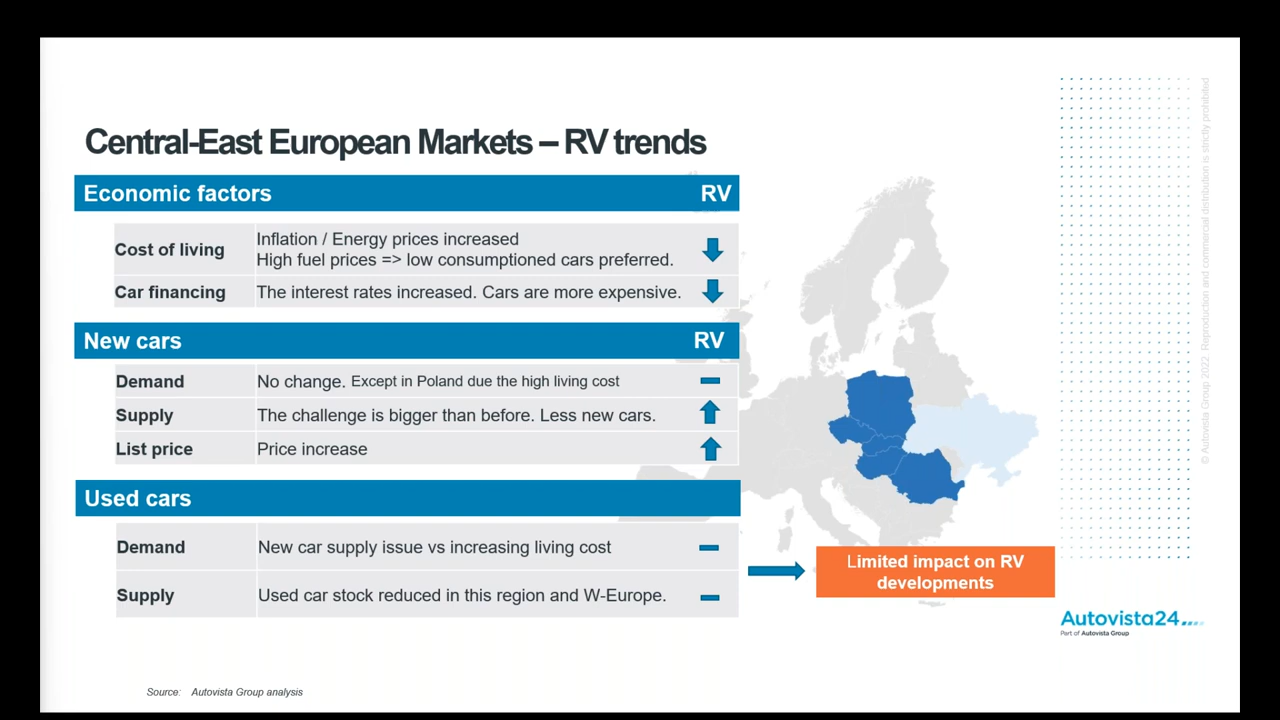 Central-East European Markets – RV trends
Economic factors RV
Cost of living
Inflation / Energy prices increased
High fuel prices => low consumptioned cars preferred.
Car financing The interest rates increased. Cars are more expensive.
New cars RV
Demand No change. Except in Poland due the high living cost
Supply The challenge is bigger than before. Less new cars.
List price Price increase
Used cars
Demand New car supply issue vs increasing living cost
Supply Used car stock reduced in this region and W-Europe.
Limited impact on RV
developments
Autovista24
Part of Autovista Group
Source: Autovista Group analysis
© Autovista Group 2022. Reproduction and commercial distribution is strictly prohibited